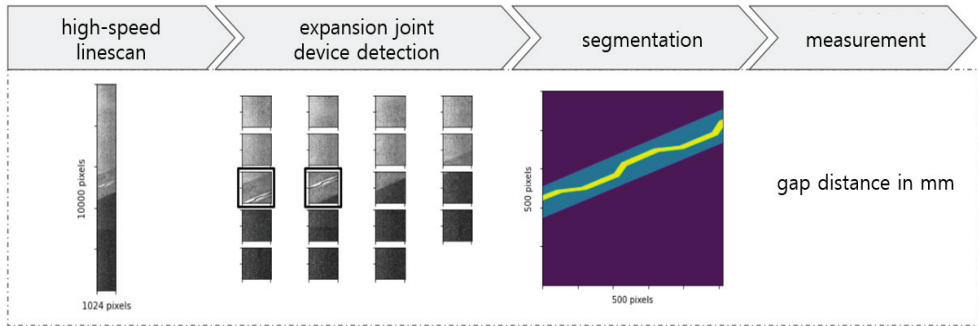 high-speed
linescan
expansion joint
device detection
segmentation
measurement
10000 pixels
1024 pixels
500 pixels
500 pixels
gap distance in mm